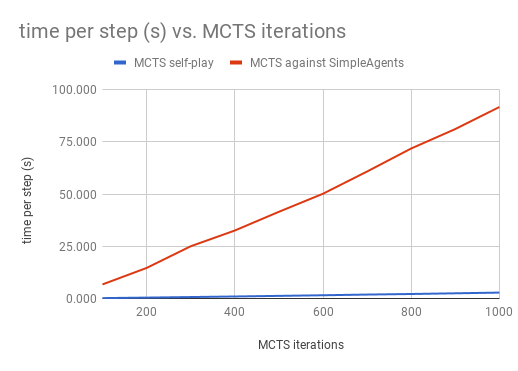 time per step (s) vs. MCTS iterations
MCTS self-play MCTS against SimpleAgents
100.000
75.000
50.000
25.000
0.000
time per step (s)
200 400 600 800 1000
MCTS iterations